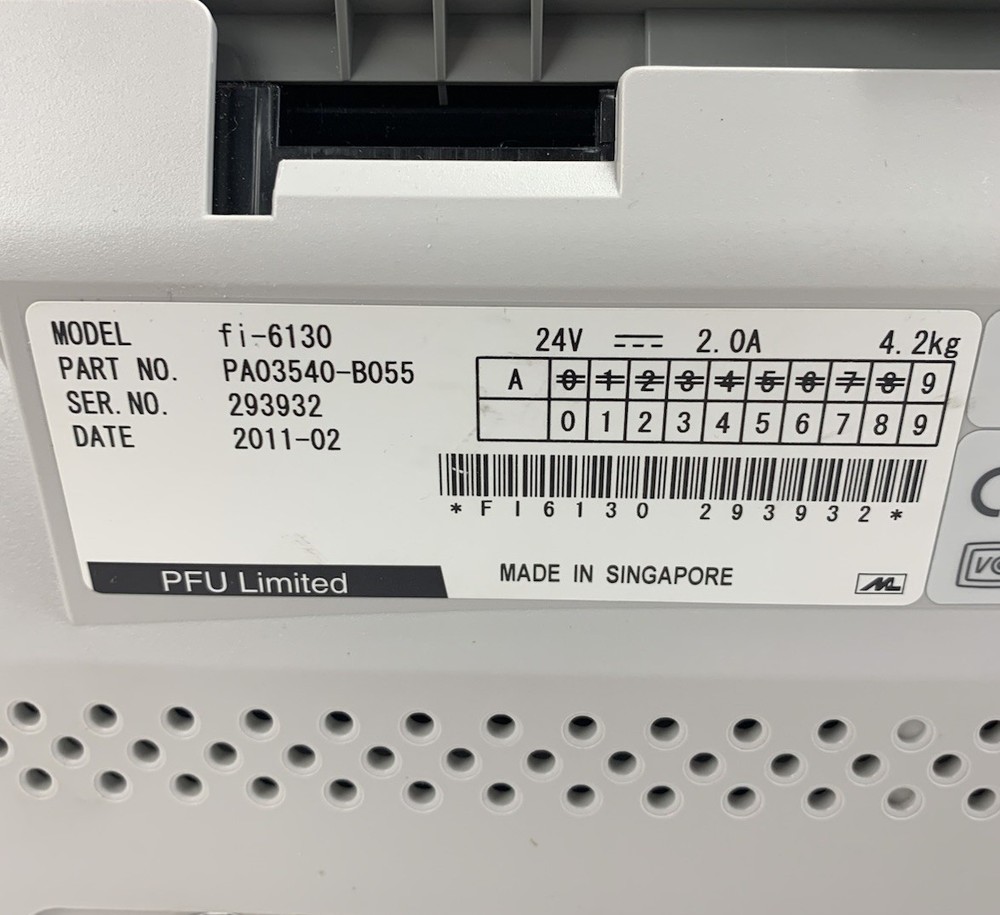 MODEL fi-6130 24V 2.0A 4.2kg
PART NO. PA03540-B055
SER.NO. 293932
DATE 2011-02
A 0 1 2 3 4 5 6 7 8 9
0 1 2 3 4 5 6 7 8 9
*FI6130 293932*
PFU Limited MADE IN SINGAPORE